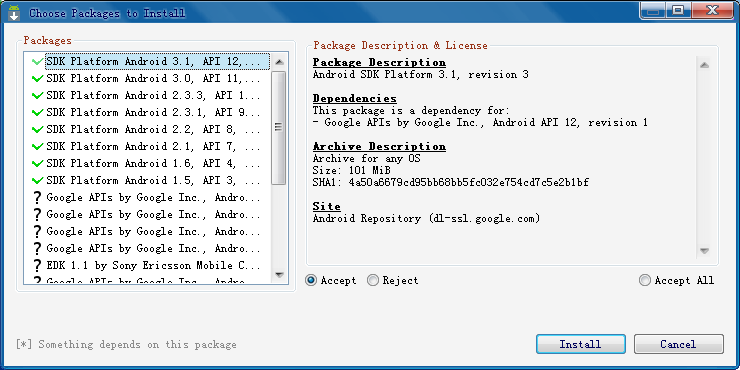 Choose Packages to Install
Packages
SDK Platform Android 3.1, API 12,...
SDK Platform Android 3.0, API 11,...
SDK Platform Android 2.3.3, API 1...
SDK Platform Android 2.3.1, API 9...
SDK Platform Android 2.2, API 8, ...
SDK Platform Android 2.1, API 7, ...
SDK Platform Android 1.6, API 4, ...
SDK Platform Android 1.5, API 3, ...
? Google APIs by Google Inc., Andro...
? Google APIs by Google Inc., Andro...
? Google APIs by Google Inc., Andro...
? Google APIs by Google Inc., Andro...
? EDK 1.1 by Sony Ericsson Mobile C...
? Google APIs by Google Inc., Andro...
Package Description & License
Package Description
Android SDK Platform 3.1, revision 3
Dependencies
This package is a dependency for:
- Google APIs by Google Inc., Android API 12, revision 1
Archive Description
Archive for any OS
Size: 101 MiB
SHA1: 4a50a6679cd95bb68bb5fc032e754cd7c5e2b1bf
Site
Android Repository (dl-ssl.google.com)
Accept Reject Accept All
[*] Something depends on this package
Install Cancel